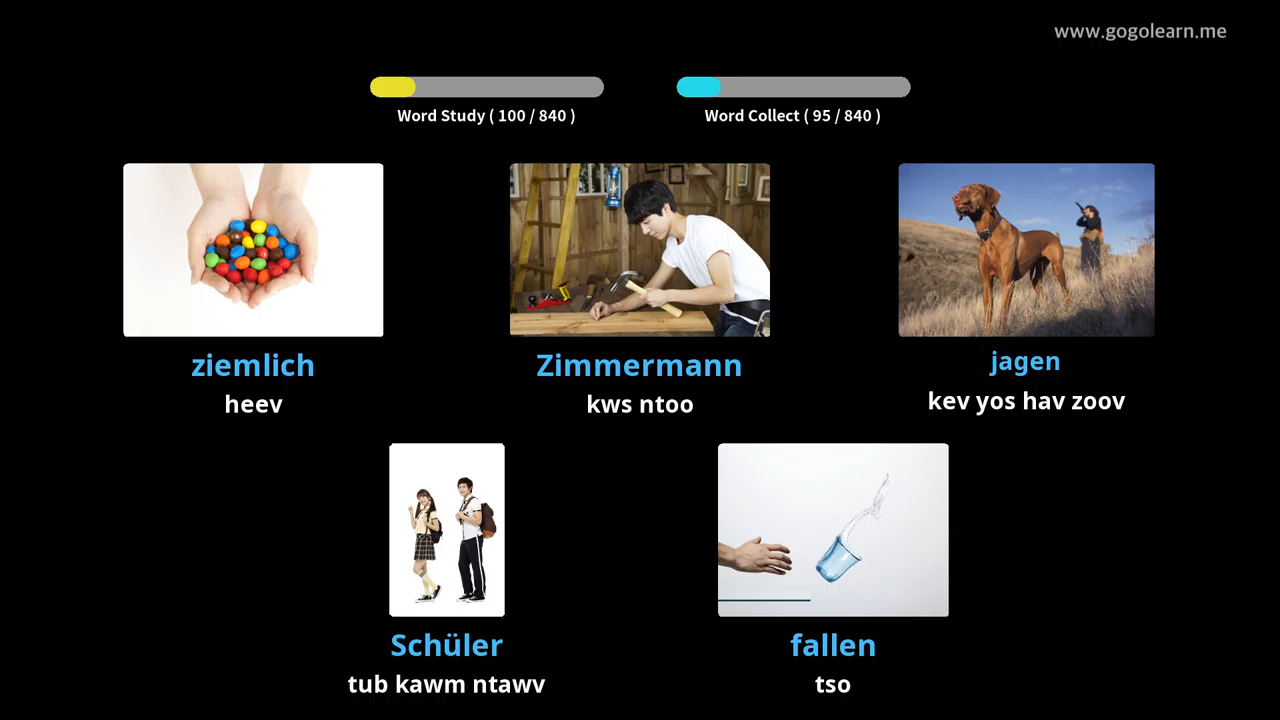 www.gogolearn.me
Word Study ( 100 / 840 )
Word Collect ( 95 / 840 )
ziemlich
heev
Zimmermann
kws ntoo
jagen
kev yos hav zoov
Schüler
tub kawm ntawv
fallen
tso